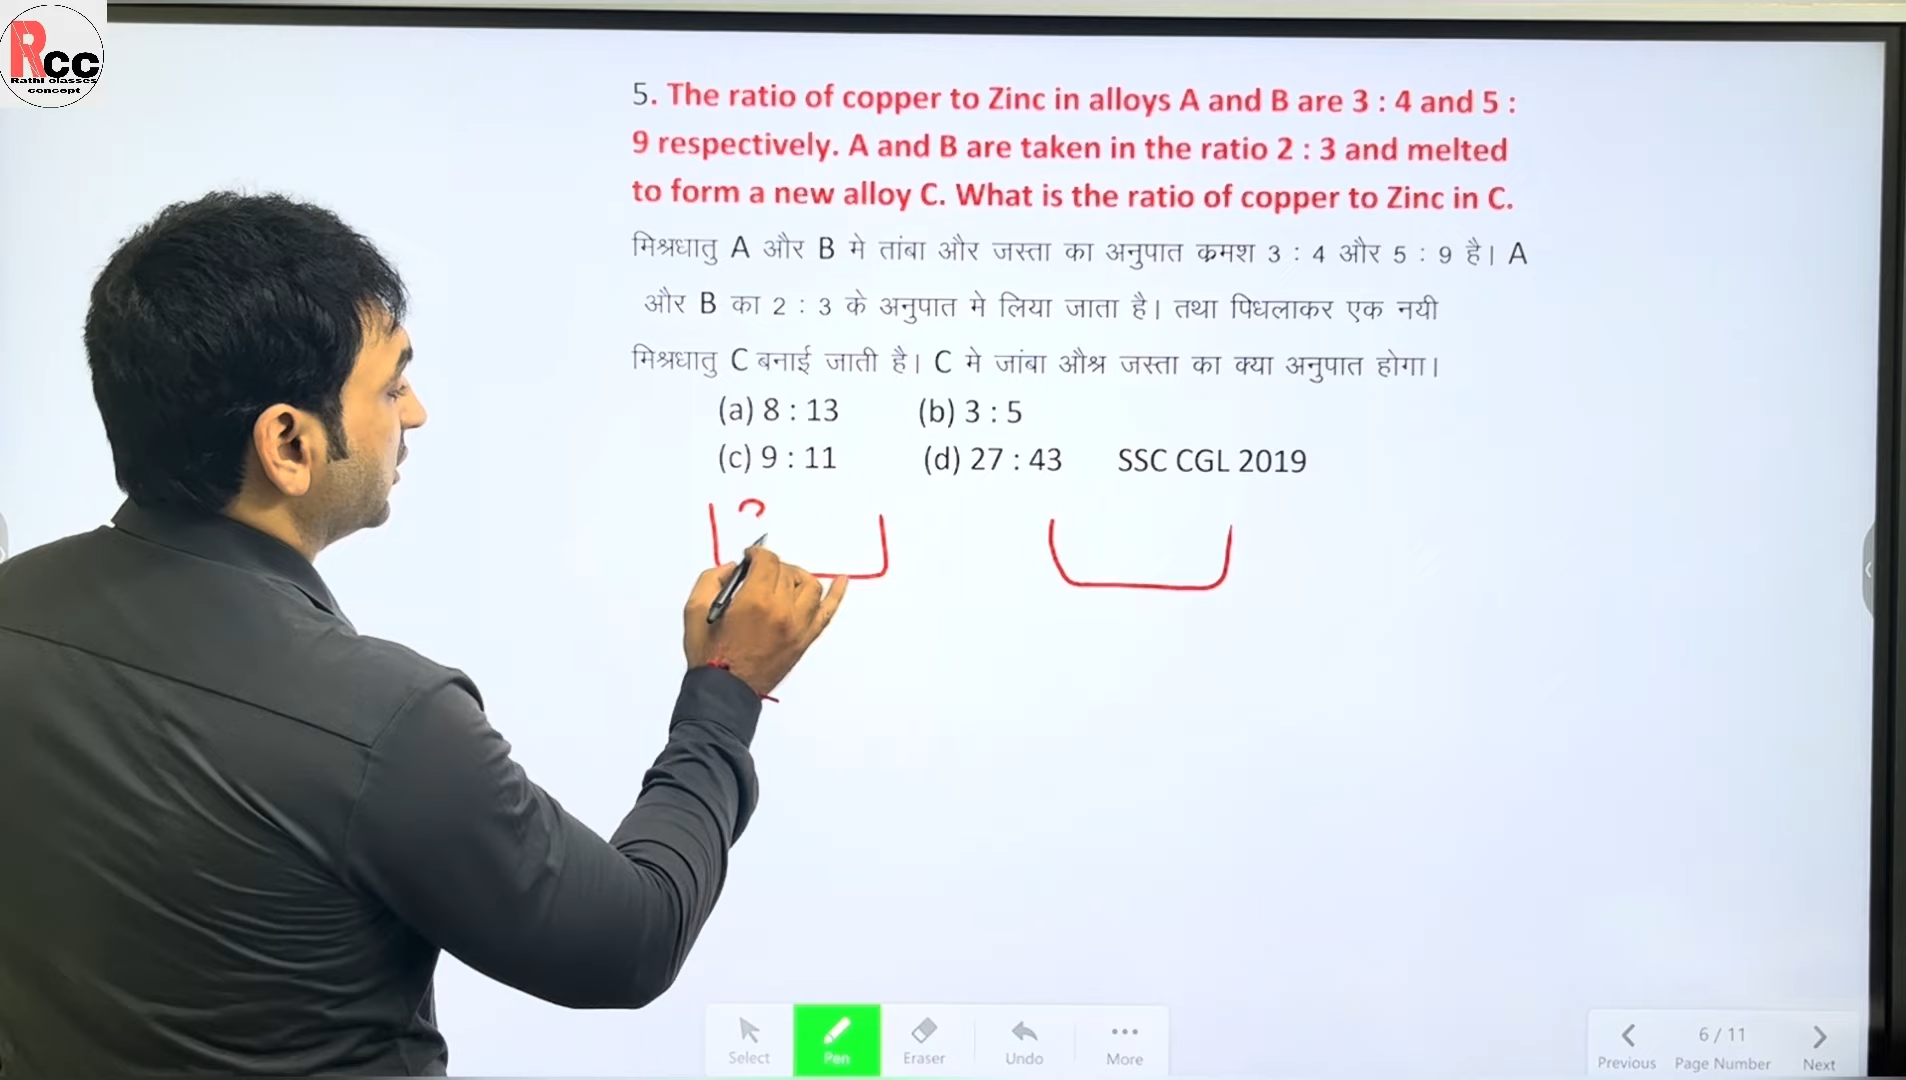 Rcc
Rathi classes
concept
5. The ratio of copper to Zinc in alloys A and B are 3 : 4 and 5 :
9 respectively. A and B are taken in the ratio 2 : 3 and melted
to form a new alloy C. What is the ratio of copper to Zinc in C.
मिश्रधातु A और B मे तांबा और जस्ता का अनुपात क्रमश 3 : 4 और 5 : 9 है। A
और B का 2 : 3 के अनुपात मे लिया जाता है। तथा पिघलाकर एक नयी
मिश्रधातु C बनाई जाती है। C मे जांबा औश्र जस्ता का क्या अनुपात होगा।
(a) 8 : 13 (b) 3 : 5
(c) 9 : 11 (d) 27 : 43 SSC CGL 2019
Select Pen Eraser Undo More
6 / 11
Previous Page Number Next